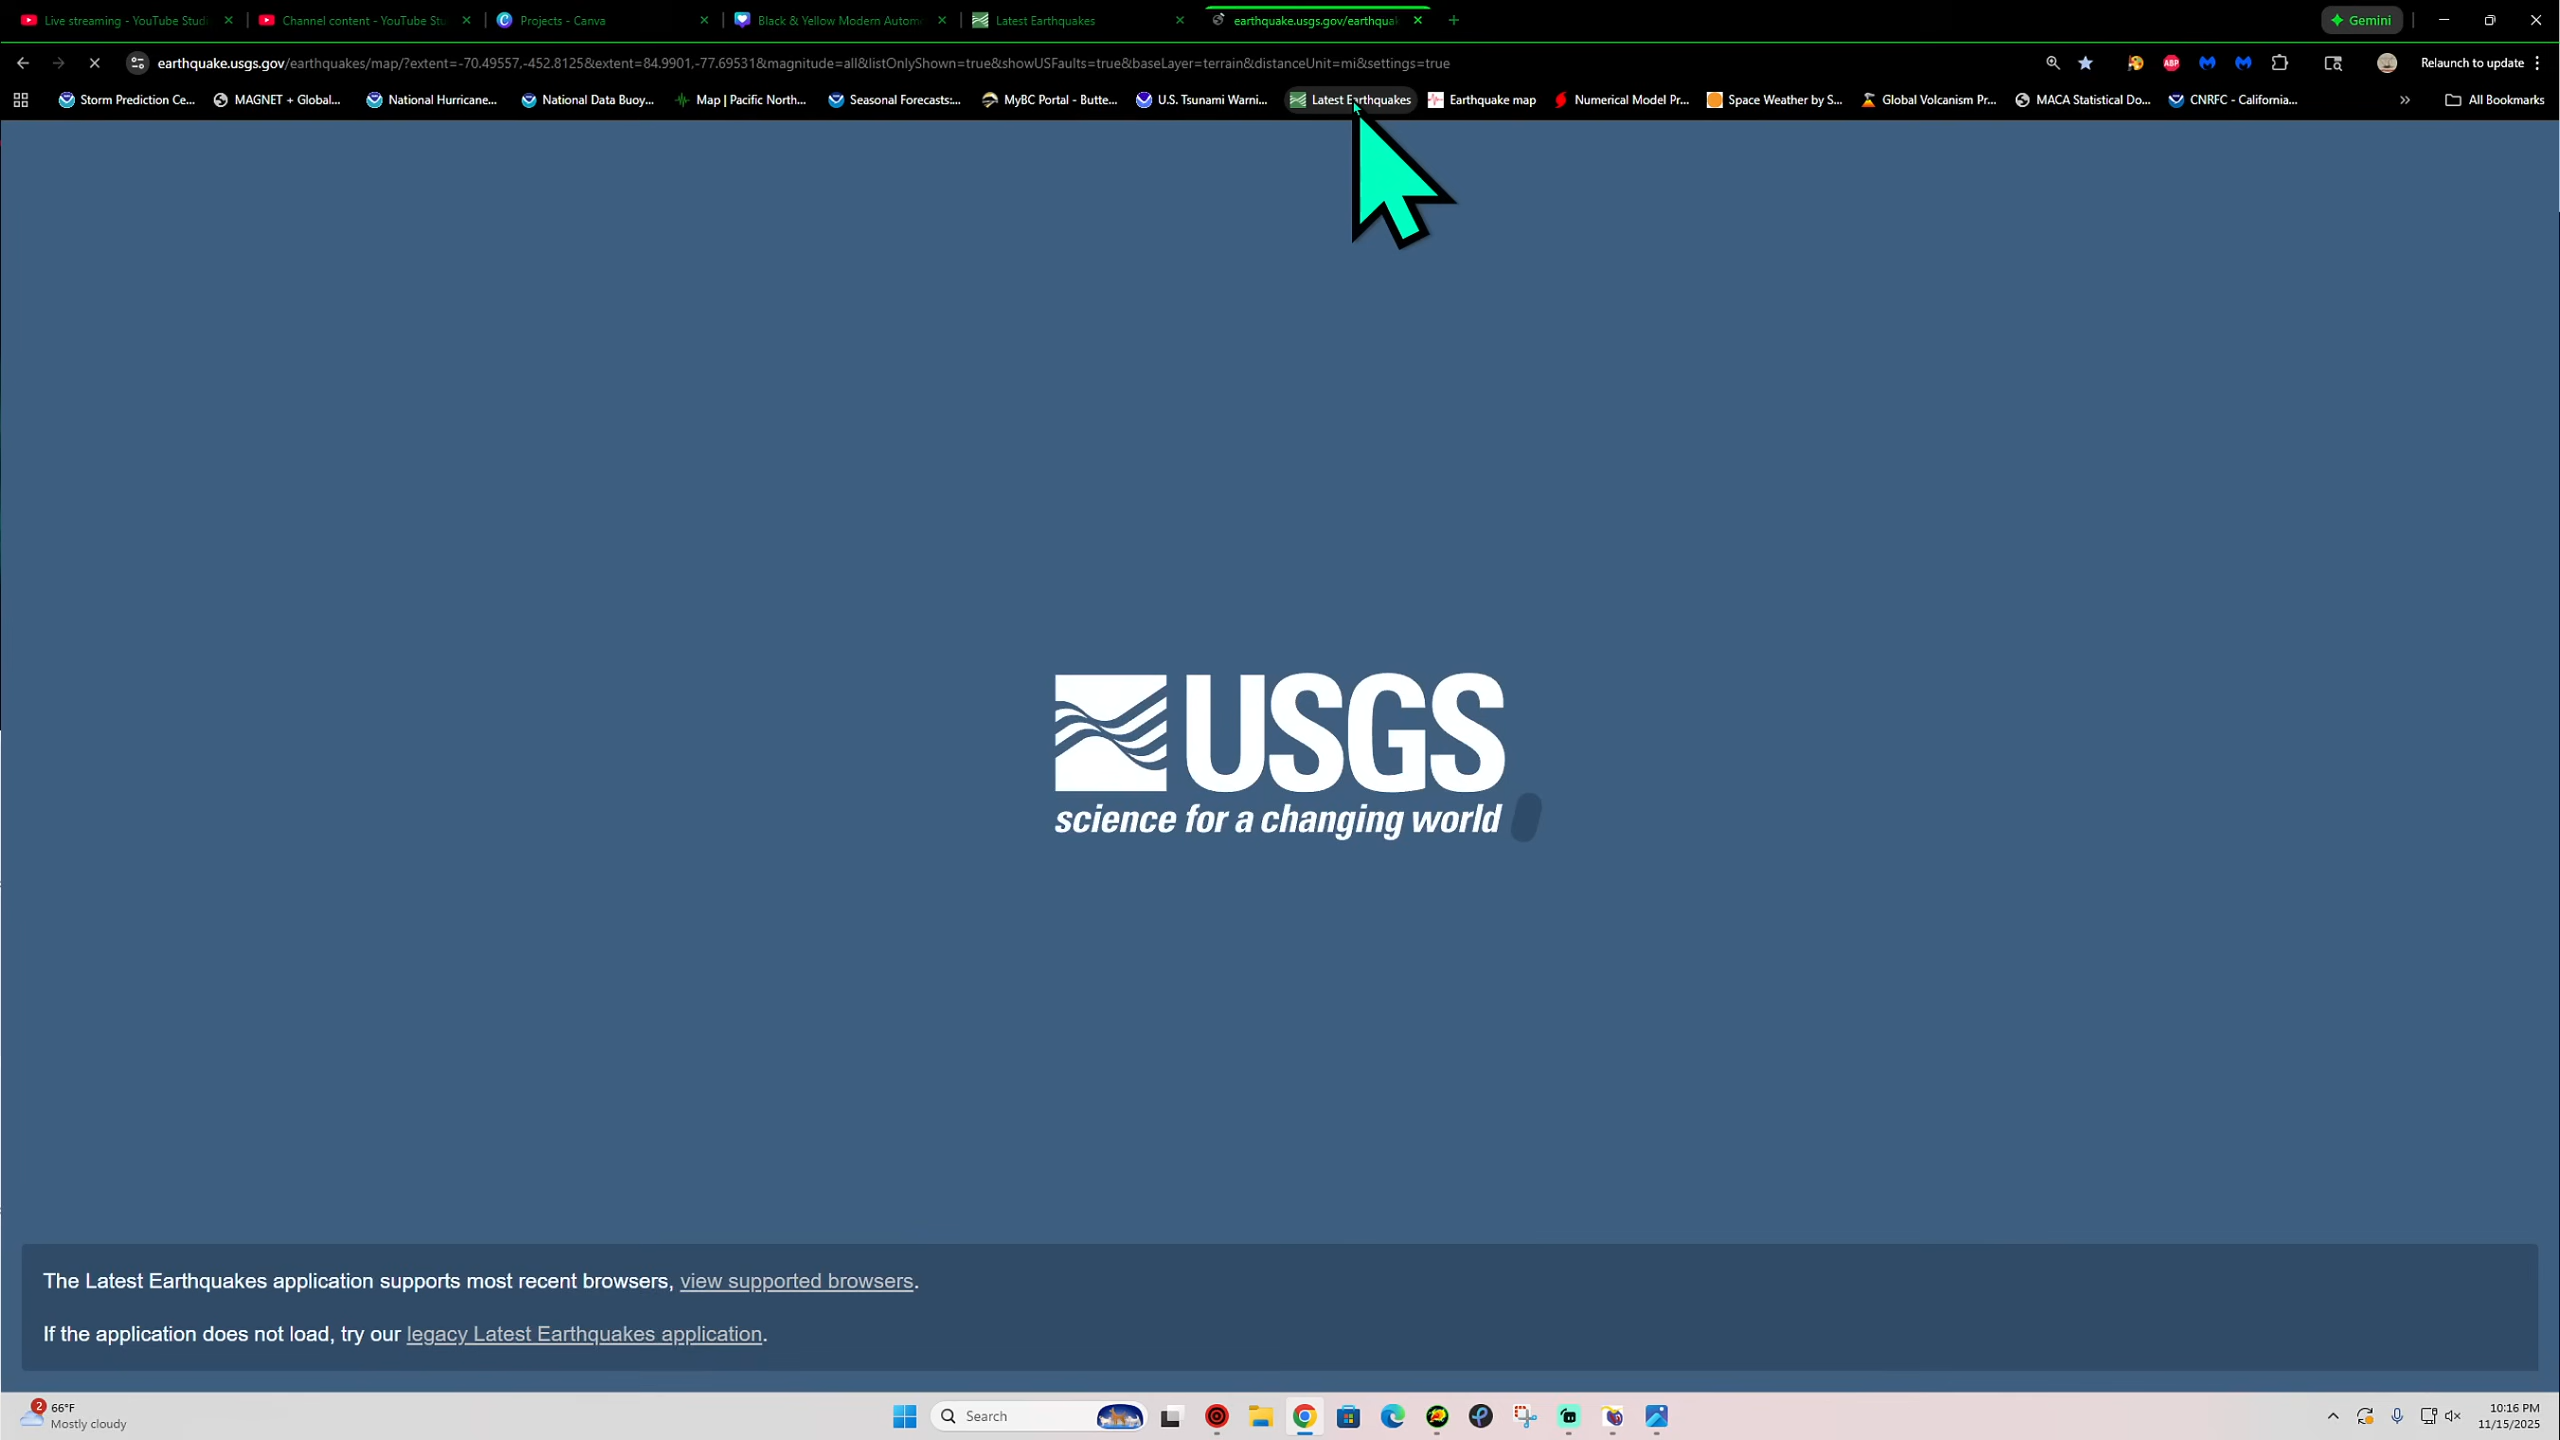 Live streaming - YouTube Studi
Channel content - YouTube Stu
Projects - Canva
Black & Yellow Modern Autom
Latest Earthquakes
earthquake.usgs.gov/earthqua
Gemini
earthquake.usgs.gov/earthquakes/map/?extent=-70.49557,-452.8125&extent=84.9901,-77.69531&magnitude=all&listOnlyShown=true&showUSFaults=true&baseLayer=terrain&distanceUnit=mi&settings=true
ABP
Relaunch to update
Storm Prediction Ce...
MAGNET + Global...
National Hurricane...
National Data Buoy...
Map | Pacific North...
Seasonal Forecasts:...
MyBC Portal - Butte...
U.S. Tsunami Warni...
Latest Earthquakes
Earthquake map
Numerical Model Pr...
Space Weather by S...
Global Volcanism Pr...
MACA Statistical Do...
CNRFC - California...
All Bookmarks
USGS
science for a changing world
The Latest Earthquakes application supports most recent browsers, view supported browsers.
If the application does not load, try our legacy Latest Earthquakes application.
2
66°F
Mostly cloudy
Search
10:16 PM
11/15/2025